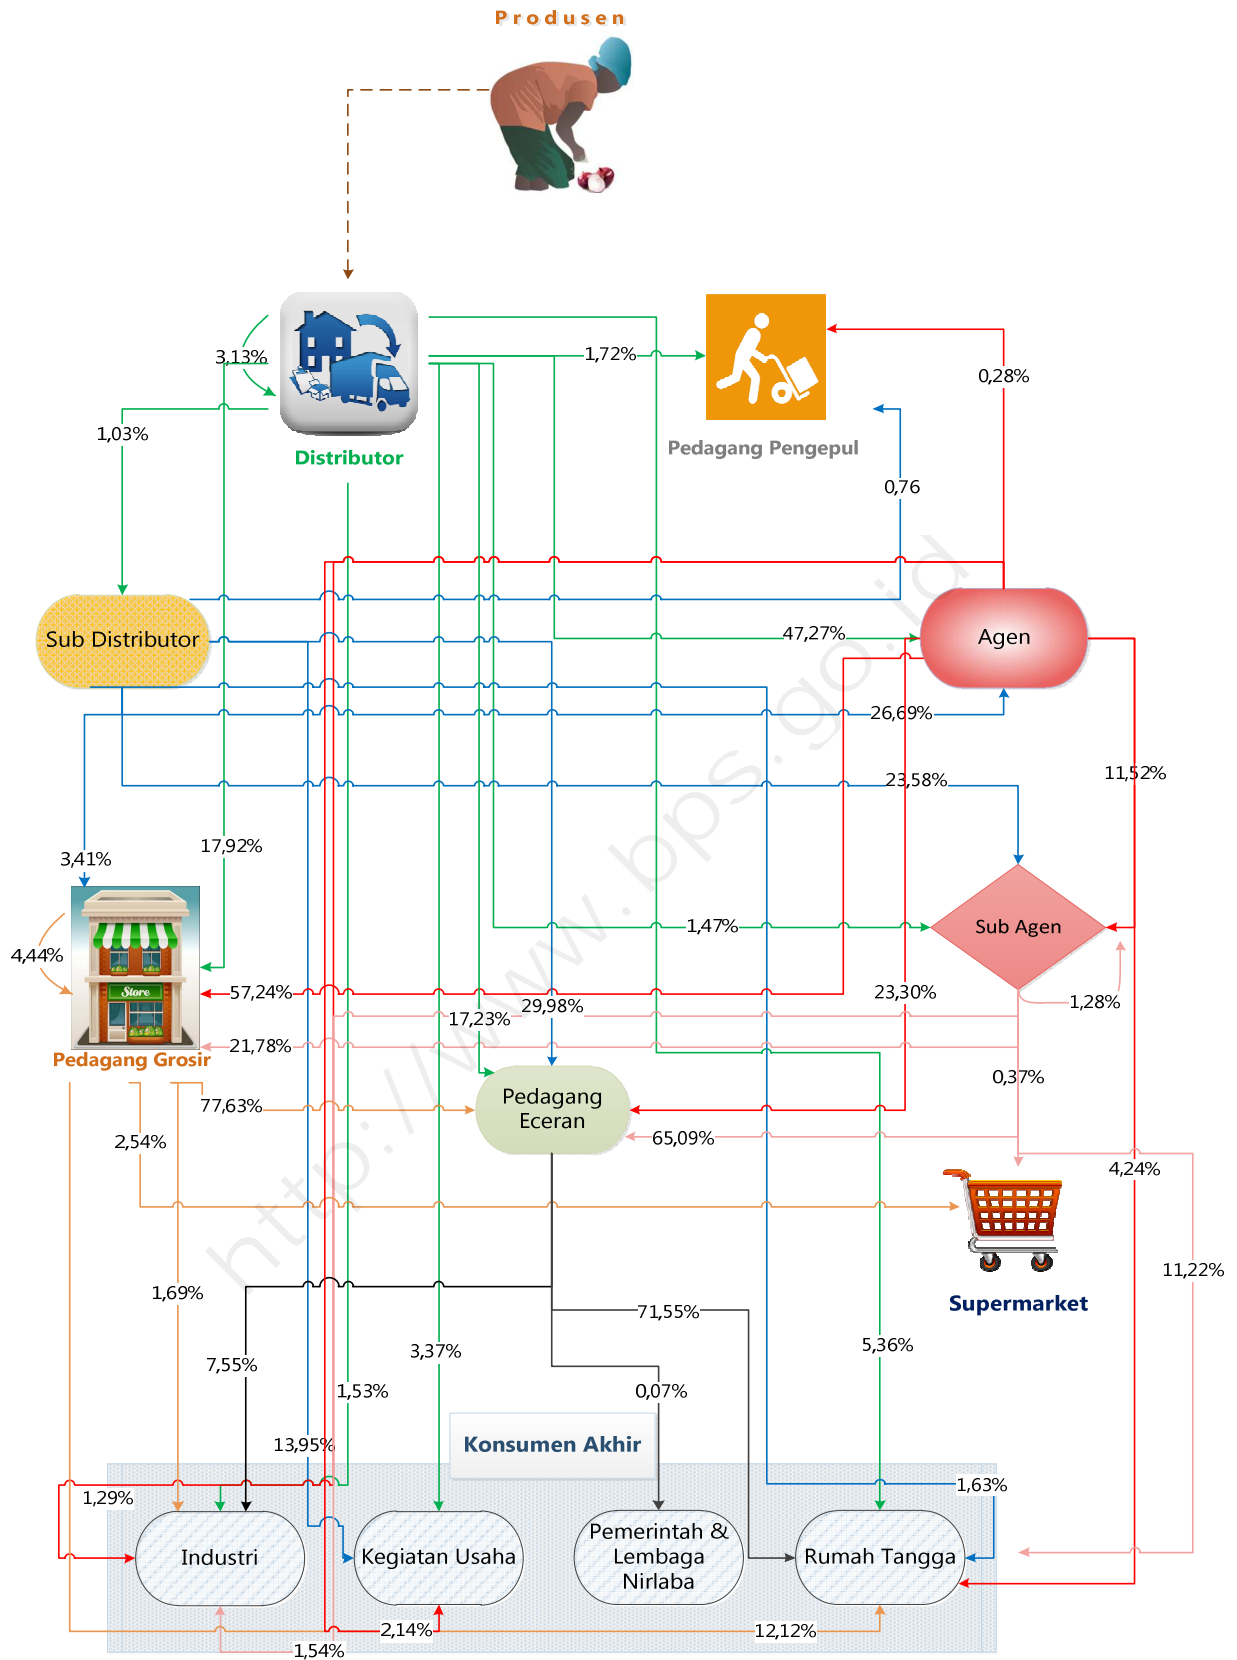 Produsen
3,13%
1,72%
0,28%
1,03%
Distributor
Pedagang Pengepul
0,76
Sub Distributor
47,27%
Agen
26,69%
11,52%
23,58%
17,92%
3,41%
1,47%
Sub Agen
4,44%
Store
57,24%
23,30%
1,28%
29,98%
17,23%
21,78%
Pedagang Grosir
0,37%
Pedagang
Eceran
77,63%
2,54%
65,09%
4,24%
11,22%
1,69%
Supermarket
71,55%
5,36%
3,37%
7,55%
1,53%
0,07%
Konsumen Akhir
13,95%
1,63%
1,29%
Industri
Kegiatan Usaha
Pemerintah &
Lembaga
Nirlaba
Rumah Tangga
2,14%
12,12%
1,54%
http://www.bps.go.id